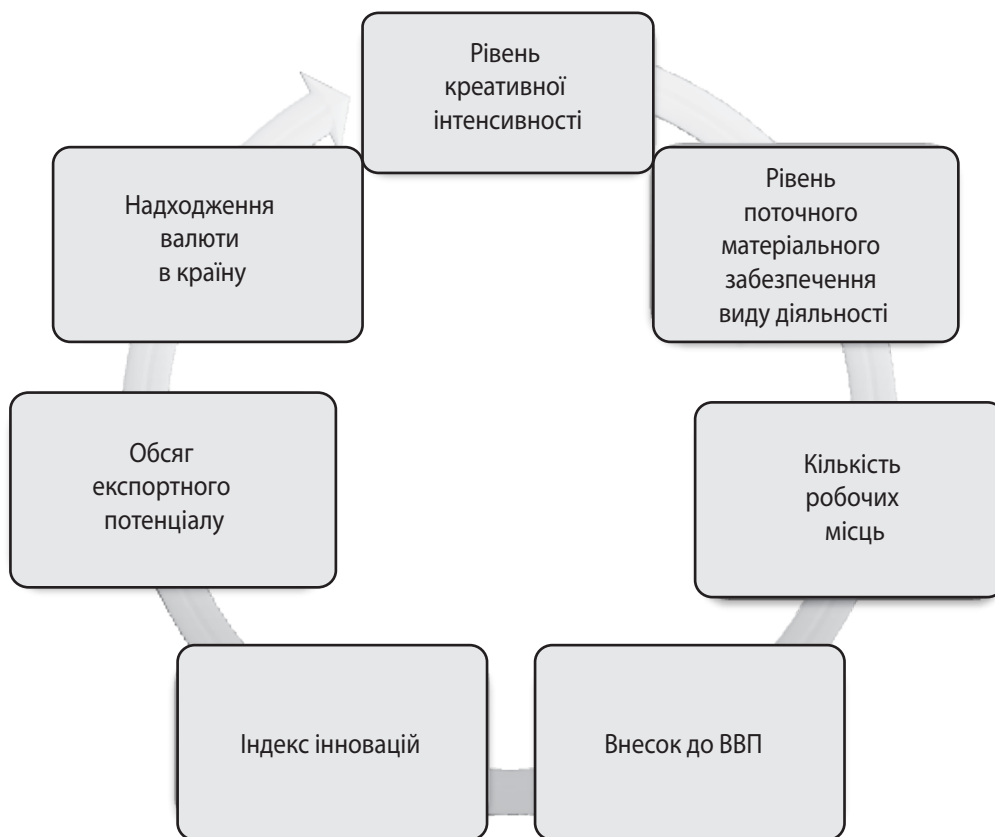 Рівень
креативної
інтенсивності
Рівень
поточного
матеріального
забезпечення
виду діяльності
Кількість
робочих
місць
Внесок до ВВП
Індекс інновацій
Обсяг
експортного
потенціалу
Надходження
валюти
в країну